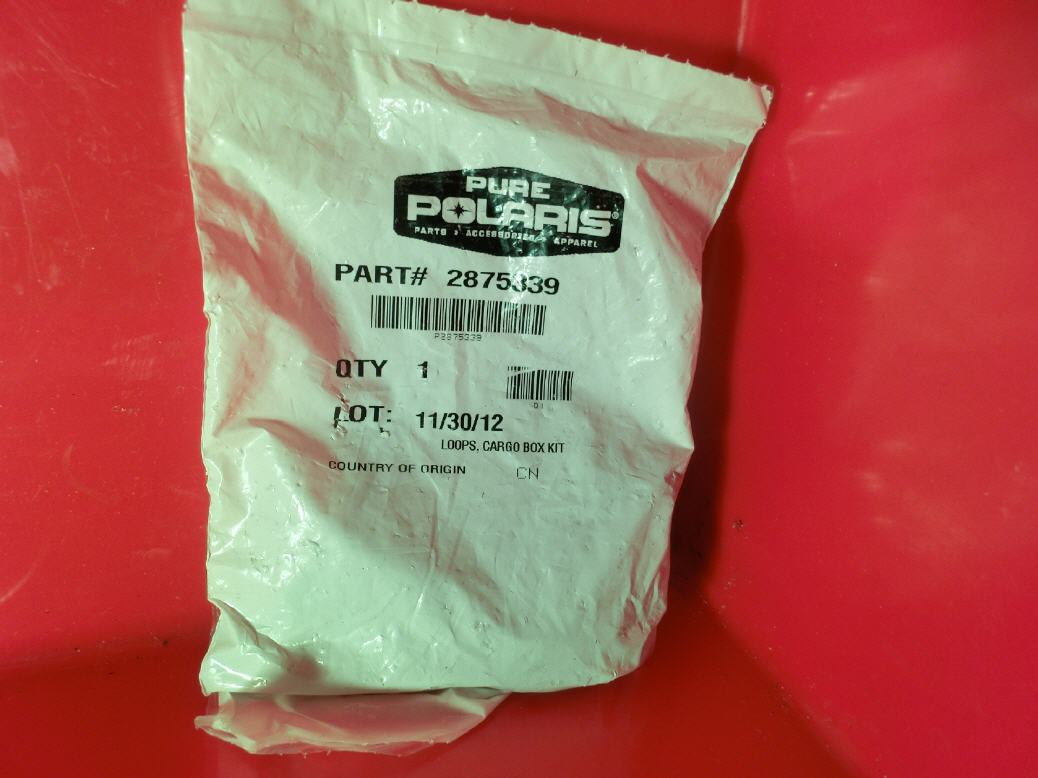 PURE
POLARIS®
PARTS • ACCESSORIES • APPAREL
PART# 2875339
P2875339
QTY 1
Q1
LOT: 11/30/12
LOOPS, CARGO BOX KIT
COUNTRY OF ORIGIN CN